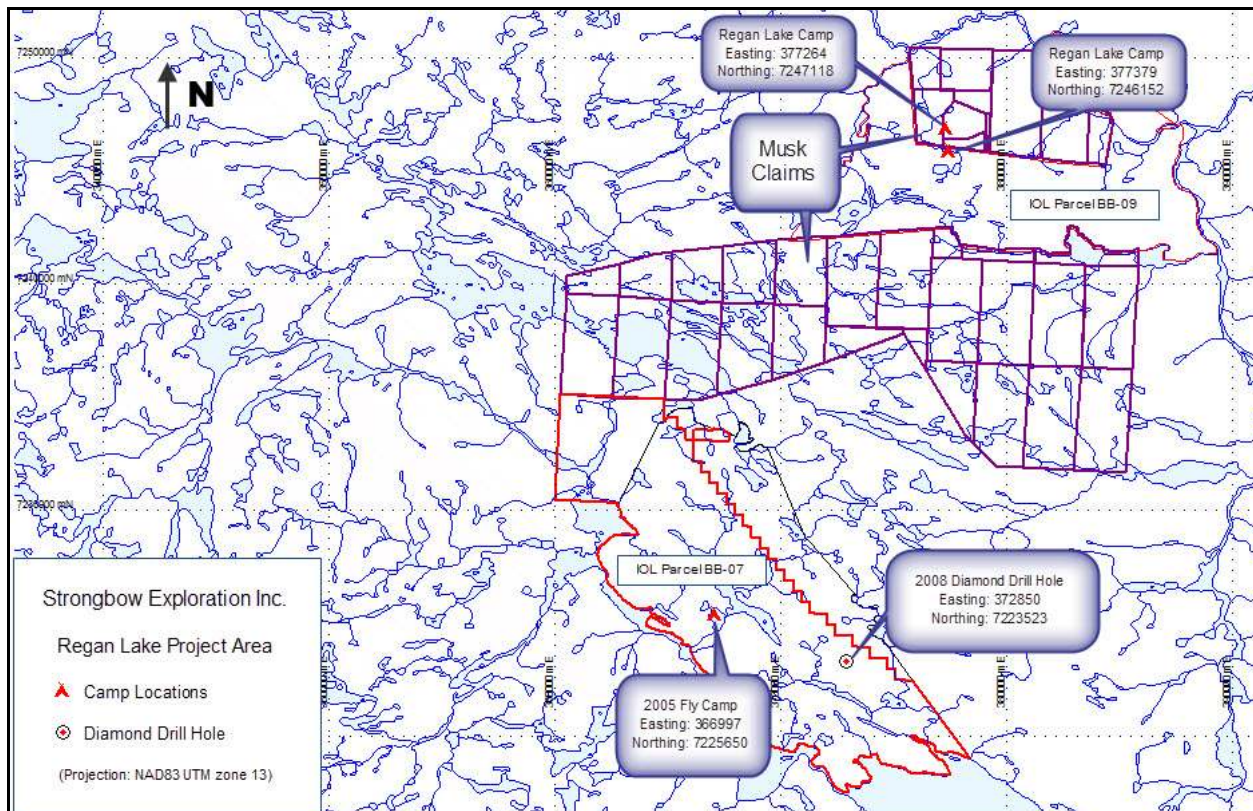 7250000 mN
N
Regan Lake Camp
Easting: 377264
Northing: 7247118
Regan Lake Camp
Easting: 377379
Northing: 7246152
Musk
Claims
IOL Parcel BB-09
7240000 mN
IOL Parcel BB-07
2008 Diamond Drill Hole
Easting: 372850
Northing: 7223523
2005 Fly Camp
Easting: 366997
Northing: 7225650
Strongbow Exploration Inc.
Regan Lake Project Area
Camp Locations
Diamond Drill Hole
(Projection: NAD83 UTM zone 13)